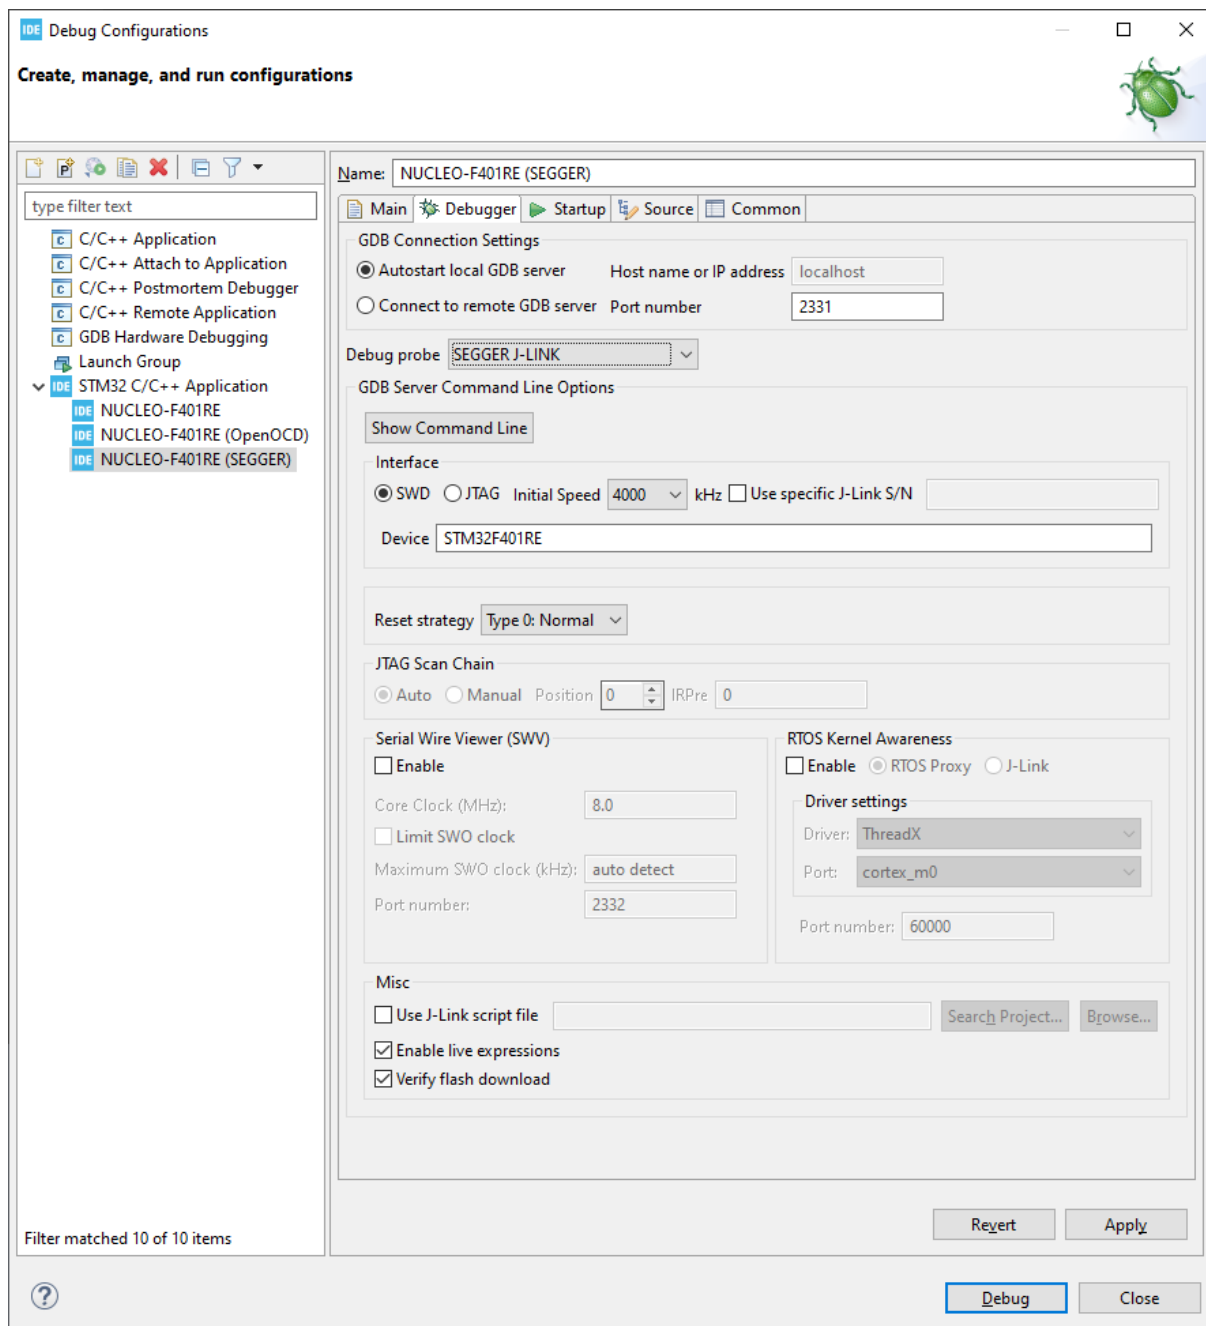 IDE Debug Configurations
Create, manage, and run configurations
type filter text
C/C++ Application
C/C++ Attach to Application
C/C++ Postmortem Debugger
C/C++ Remote Application
GDB Hardware Debugging
Launch Group
IDE STM32 C/C++ Application
IDE NUCLEO-F401RE
IDE NUCLEO-F401RE (OpenOCD)
IDE NUCLEO-F401RE (SEGGER)
Filter matched 10 of 10 items
Name: NUCLEO-F401RE (SEGGER)
Main Debugger Startup Source Common
GDB Connection Settings
Autostart local GDB server Host name or IP address localhost
Connect to remote GDB server Port number 2331
Debug probe SEGGER J-LINK
GDB Server Command Line Options
Show Command Line
Interface
SWD JTAG Initial Speed 4000 kHz Use specific J-Link S/N
Device STM32F401RE
Reset strategy Type 0: Normal
JTAG Scan Chain
Auto Manual Position 0 IRPre 0
Serial Wire Viewer (SWV)
Enable
Core Clock (MHz): 8.0
Limit SWO clock
Maximum SWO clock (kHz): auto detect
Port number: 2332
RTOS Kernel Awareness
Enable RTOS Proxy J-Link
Driver settings
Driver: ThreadX
Port: cortex_m0
Port number: 60000
Misc
Use J-Link script file Search Project... Browse...
Enable live expressions
Verify flash download
Revert Apply
? Debug Close